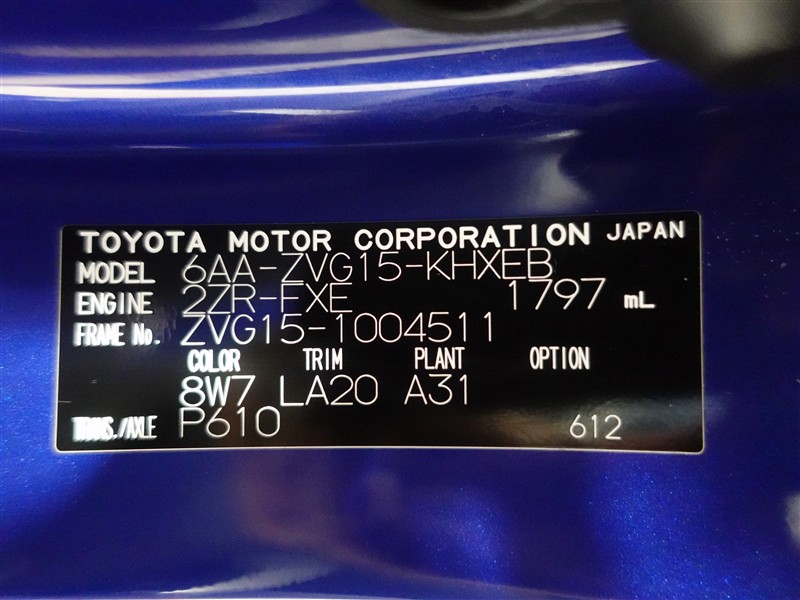 TOYOTA MOTOR CORPORATION JAPAN
MODEL 6AA-ZVG15-KHXEB
ENGINE 2ZR-FXE 1797 mL
FRAME No. ZVG15-1004511
COLOR TRIM PLANT OPTION
8W7 LA20 A31
TRANS./AXLE P610 612